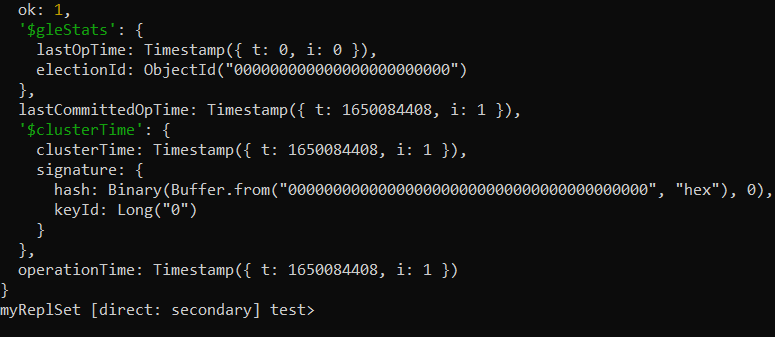 ok: 1,
'$gleStats': {
lastOpTime: Timestamp({ t: 0, i: 0 }),
electionId: ObjectId("000000000000000000000000")
},
lastCommittedOpTime: Timestamp({ t: 1650084408, i: 1 }),
'$clusterTime': {
clusterTime: Timestamp({ t: 1650084408, i: 1 }),
signature: {
hash: Binary(Buffer.from("0000000000000000000000000000000000000000", "hex"), 0),
keyId: Long("0")
}
},
operationTime: Timestamp({ t: 1650084408, i: 1 })
}
myReplSet [direct: secondary] test>